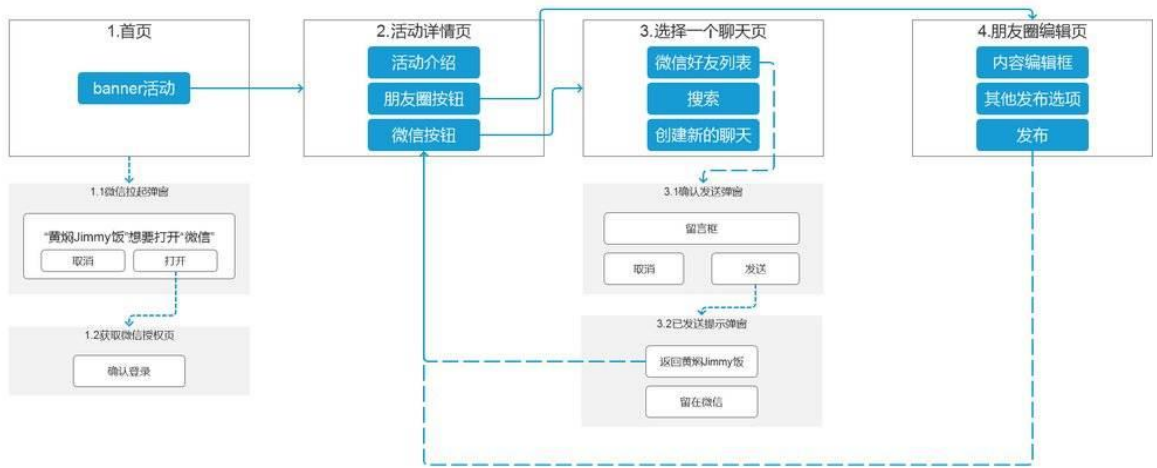 1.首页
banner活动
1.1微信拉起弹窗
“黄焖Jimmy饭”想要打开“微信”
取消
打开
1.2获取微信授权页
确认登录
2.活动详情页
活动介绍
朋友圈按钮
微信按钮
3.选择一个聊天页
微信好友列表
搜索
创建新的聊天
3.1确认发送弹窗
留言框
取消
发送
3.2已发送提示弹窗
返回黄焖Jimmy饭
留在微信
4.朋友圈编辑页
内容编辑框
其他发布选项
发布